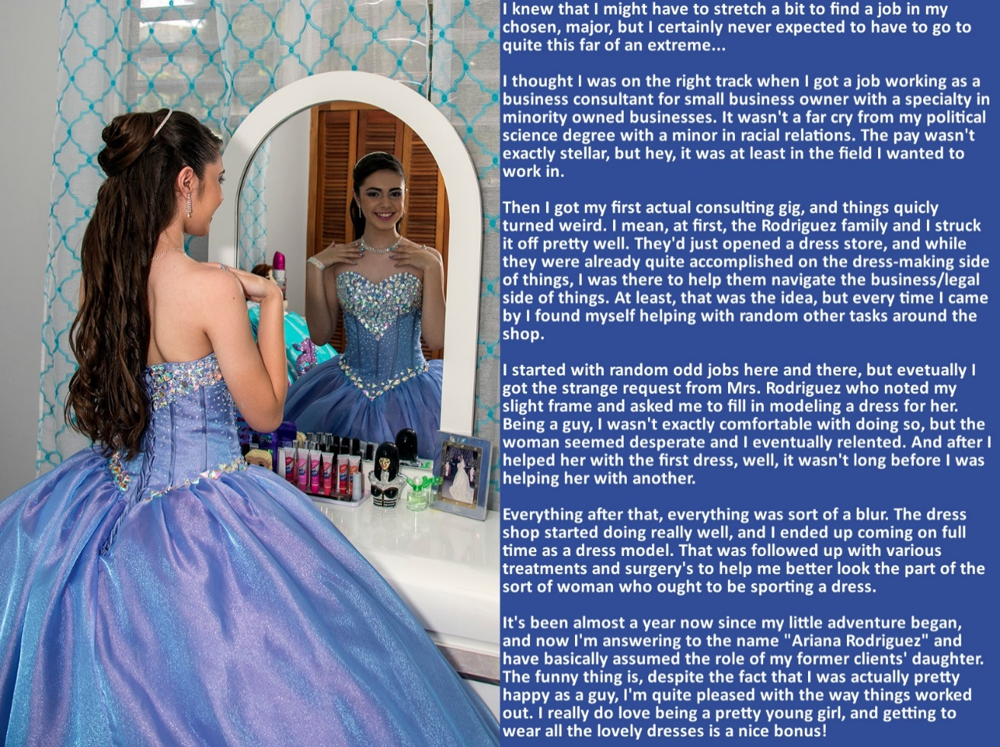 I knew that I might have to stretch a bit to find a job in my
chosen, major, but I certainly never expected to have to go to
quite this far of an extreme...
I thought I was on the right track when I got a job working as a
business consultant for small business owner with a specialty in
minority owned businesses. It wasn't a far cry from my political
science degree with a minor in racial relations. The pay wasn't
exactly stellar, but hey, it was at least in the field I wanted to
work in.
Then I got my first actual consulting gig, and things quicly
turned weird. I mean, at first, the Rodriguez family and I struck
it off pretty well. They'd just opened a dress store, and while
they were already quite accomplished on the dress-making side
of things, I was there to help them navigate the business/legal
side of things. At least, that was the idea, but every time I came
by I found myself helping with random other tasks around the
shop.
I started with random odd jobs here and there, but evetually I
got the strange request from Mrs. Rodriguez who noted my
slight frame and asked me to fill in modeling a dress for her.
Being a guy, I wasn't exactly comfortable with doing so, but the
woman seemed desperate and I eventually relented. And after I
helped her with the first dress, well, it wasn't long before I was
helping her with another.
Everything after that, everything was sort of a blur. The dress
shop started doing really well, and I ended up coming on full
time as a dress model. That was followed up with various
treatments and surgery's to help me better look the part of the
sort of woman who ought to be sporting a dress.
It's been almost a year now since my little adventure began,
and now I'm answering to the name "Ariana Rodriguez" and
have basically assumed the role of my former clients' daughter.
The funny thing is, despite the fact that I was actually pretty
happy as a guy, I'm quite pleased with the way things worked
out. I really do love being a pretty young girl, and getting to
wear all the lovely dresses is a nice bonus!